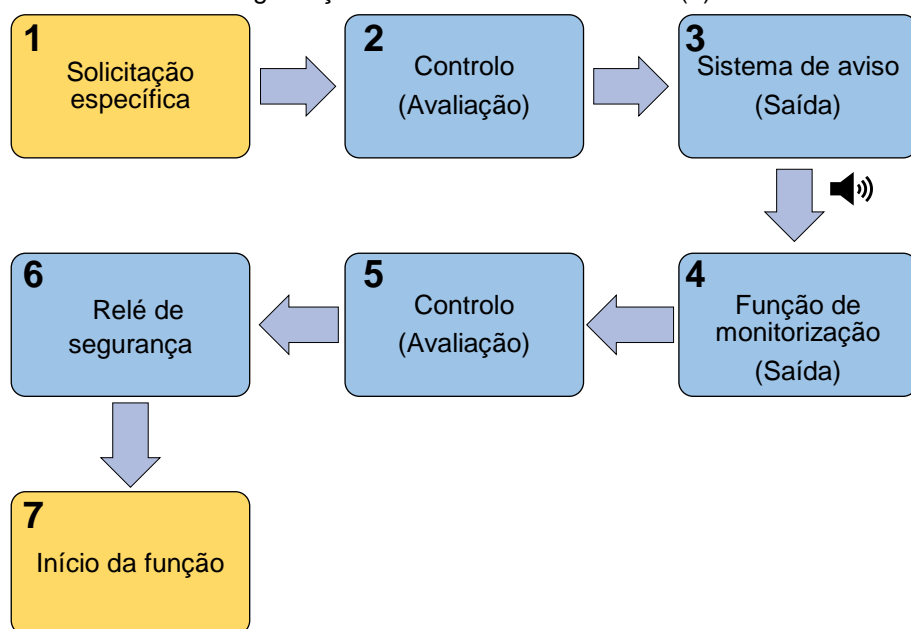 1
Solicitação
específica
2
Controlo
(Avaliação)
3
Sistema de aviso
(Saída)
4
Função de
monitorização
(Saída)
5
Controlo
(Avaliação)
6
Relé de
segurança
7
Início da função